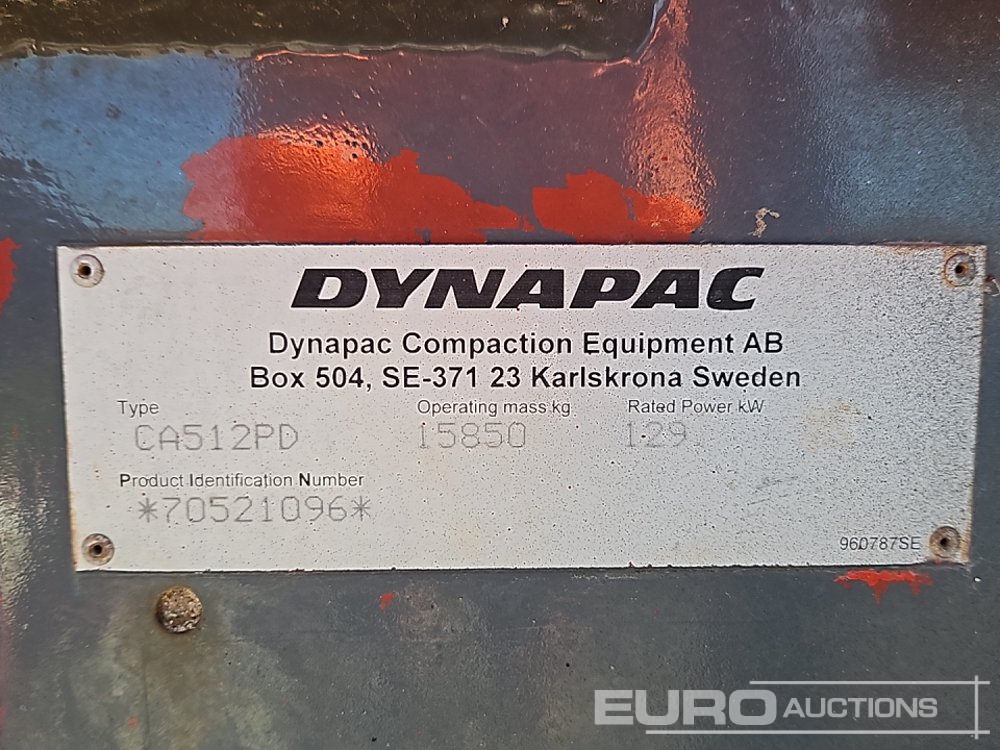 DYNAPAC
Dynapac Compaction Equipment AB
Box 504, SE-371 23 Karlskrona Sweden
Type Operating mass kg Rated Power kW
CA512PD 15850 129
Product Identification Number
*70521096*
960787SE
EURO AUCTIONS